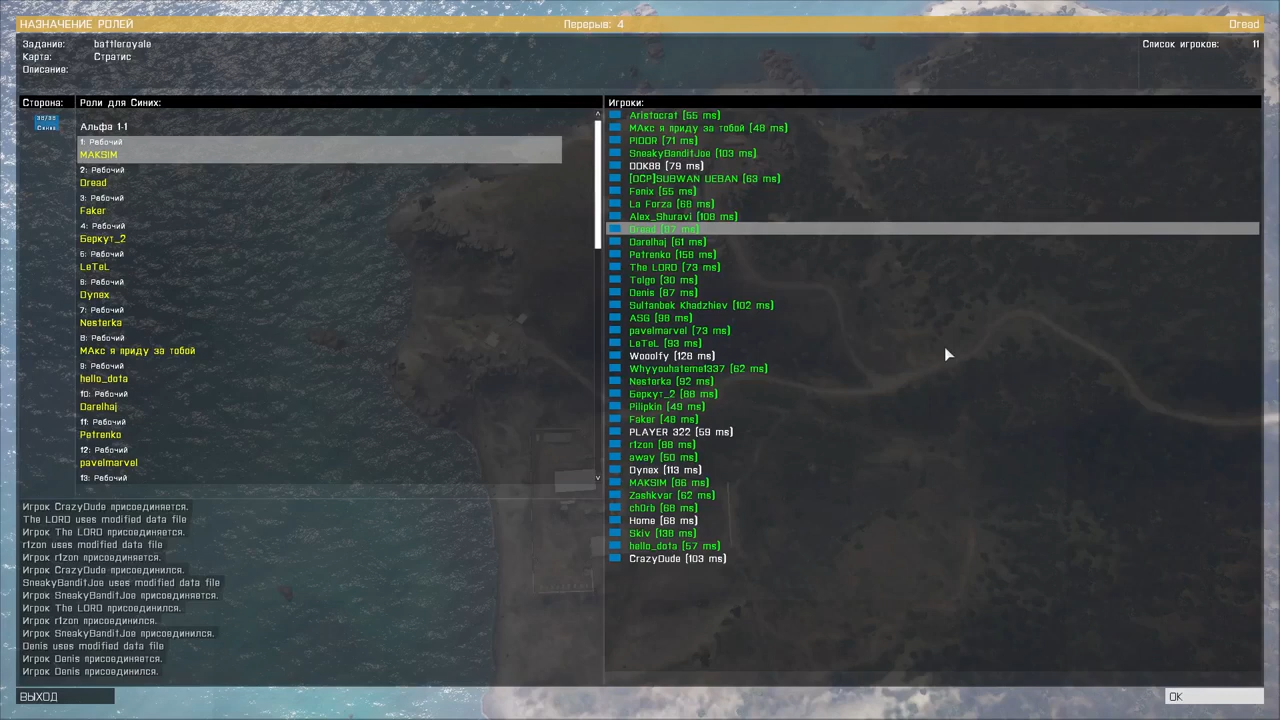 НАЗНАЧЕНИЕ РОЛЕЙ
Перерыв: 4
Dread
Задание: battleroyale
Карта: Стратис
Описание:
Список игроков: 11
Сторона:
30/30
Синих
Роли для Синих:
Альфа 1-1
1: Рабочий
MAKSIM
2: Рабочий
Dread
3: Рабочий
Faker
4: Рабочий
Беркут_2
5: Рабочий
LeTeL
6: Рабочий
Dynex
7: Рабочий
Nesterka
8: Рабочий
МАкс я приду за тобой
9: Рабочий
hello_dota
10: Рабочий
Darelhaj
11: Рабочий
Petrenko
12: Рабочий
pavelmarvel
13: Рабочий
Игроки:
Aristocrat [55 ms]
МАкс я приду за тобой [48 ms]
PIDOR [71 ms]
SneakyBanditJoe [103 ms]
DDK88 [79 ms]
[OCP]SUBWAN UEBAN [63 ms]
Fenix [55 ms]
La Forza [68 ms]
Alex_Shuravi [108 ms]
Dread [87 ms]
Darelhaj [61 ms]
Petrenko [158 ms]
The LORD [73 ms]
Tolgo [30 ms]
Denis [87 ms]
Sultanbek Khadzhiev [102 ms]
ASG [98 ms]
pavelmarvel [73 ms]
LeTeL [93 ms]
Wooolfy [128 ms]
Whyyouhateme1337 [62 ms]
Nesterka [92 ms]
Беркут_2 [88 ms]
Pilipkin [49 ms]
Faker [48 ms]
PLAYER 322 [59 ms]
r1zon [88 ms]
away [50 ms]
Dynex [113 ms]
MAKSIM [86 ms]
Zashkvar [62 ms]
ch0rb [68 ms]
Home [68 ms]
Skiv [138 ms]
hello_dota [57 ms]
CrazyDude [103 ms]
Игрок CrazyDude присоединяется.
The LORD uses modified data file
Игрок The LORD присоединяется.
r1zon uses modified data file
Игрок r1zon присоединяется.
Игрок CrazyDude присоединился.
SneakyBanditJoe uses modified data file
Игрок SneakyBanditJoe присоединяется.
Игрок The LORD присоединился.
Игрок r1zon присоединился.
Игрок SneakyBanditJoe присоединился.
Denis uses modified data file
Игрок Denis присоединяется.
Игрок Denis присоединился.
ВЫХОД
OK